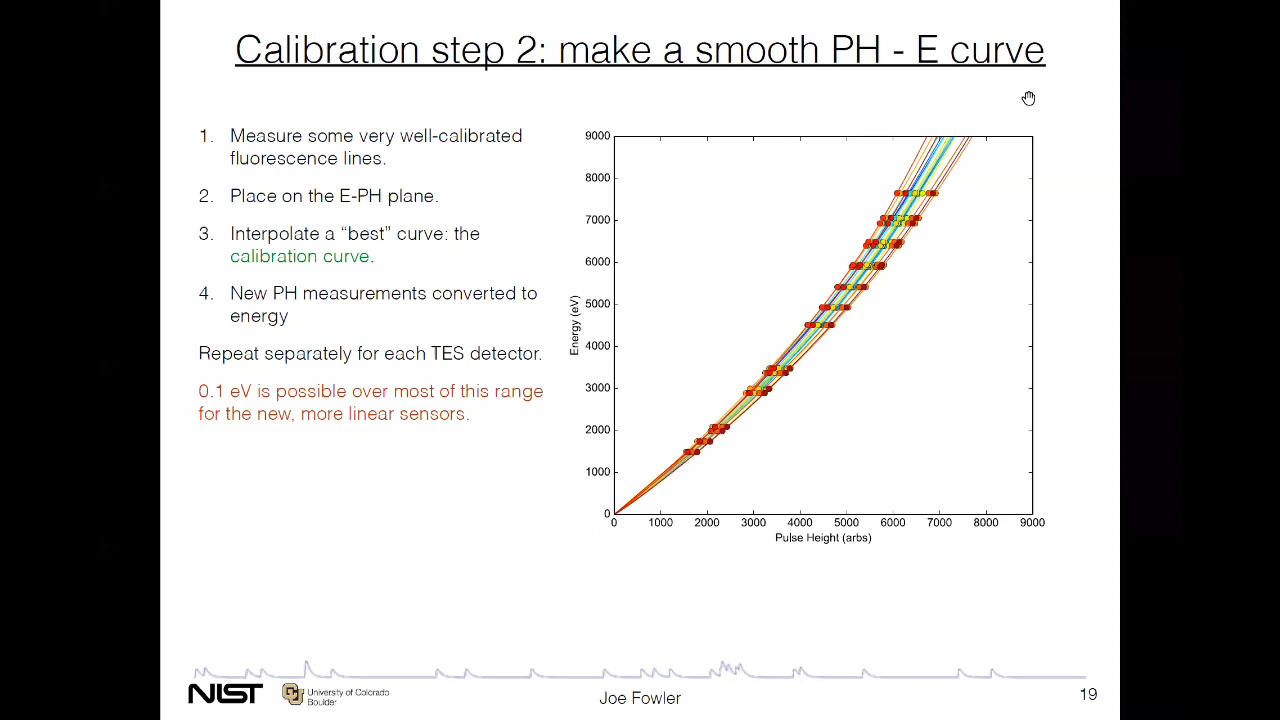 Calibration step 2: make a smooth PH - E curve
1. Measure some very well-calibrated
fluorescence lines.
2. Place on the E-PH plane.
3. Interpolate a “best” curve: the
calibration curve.
4. New PH measurements converted to
energy
Repeat separately for each TES detector.
0.1 eV is possible over most of this range
for the new, more linear sensors.
9000
8000
7000
6000
5000
4000
3000
2000
1000
0
Energy (eV)
0 1000 2000 3000 4000 5000 6000 7000 8000 9000
Pulse Height (arbs)
NIST
CU
University of Colorado
Boulder
Joe Fowler
19